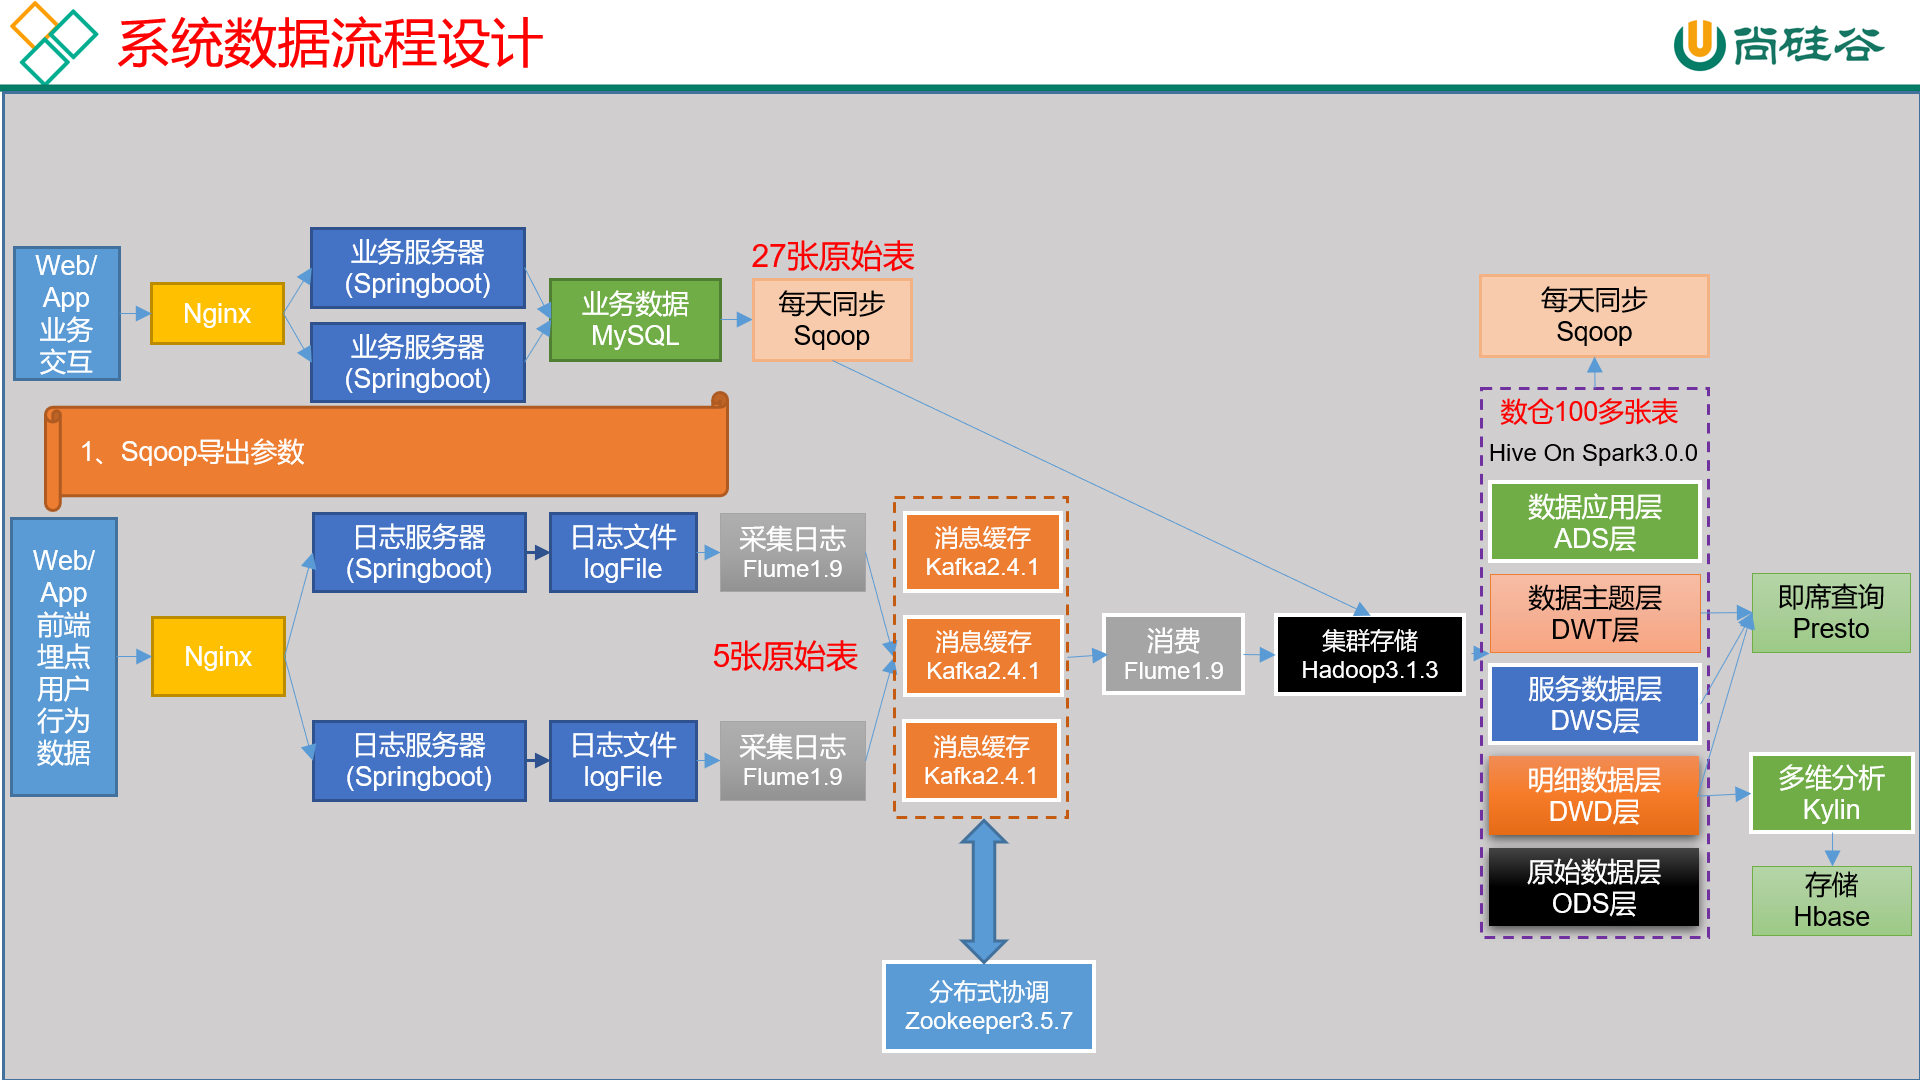 系统数据流程设计
尚硅谷
Web/
App
业务
交互
Nginx
业务服务器
(Springboot)
业务服务器
(Springboot)
业务数据
MySQL
27张原始表
每天同步
Sqoop
1、Sqoop导出参数
Web/
App
前端
埋点
用户
行为
数据
Nginx
日志服务器
(Springboot)
日志文件
logFile
采集日志
Flume1.9
日志服务器
(Springboot)
日志文件
logFile
采集日志
Flume1.9
5张原始表
消息缓存
Kafka2.4.1
消息缓存
Kafka2.4.1
消息缓存
Kafka2.4.1
分布式协调
Zookeeper3.5.7
消费
Flume1.9
集群存储
Hadoop3.1.3
每天同步
Sqoop
数仓100多张表
Hive On Spark3.0.0
数据应用层
ADS层
数据主题层
DWT层
服务数据层
DWS层
明细数据层
DWD层
原始数据层
ODS层
即席查询
Presto
多维分析
Kylin
存储
Hbase